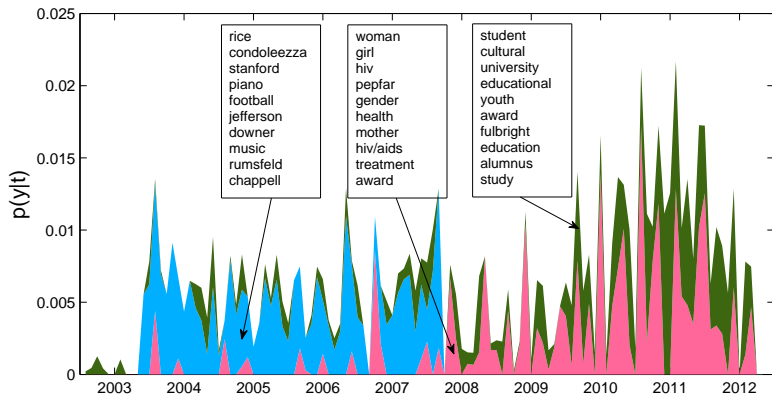 0.025
0.02
0.015
0.01
0.005
0
p(y|t)
rice
condoleezza
stanford
piano
football
jefferson
downer
music
rumsfeld
chappell
woman
girl
hiv
pepfar
gender
health
mother
hiv/aids
treatment
award
student
cultural
university
educational
youth
award
fulbright
education
alumnus
study
2003 2004 2005 2006 2007 2008 2009 2010 2011 2012